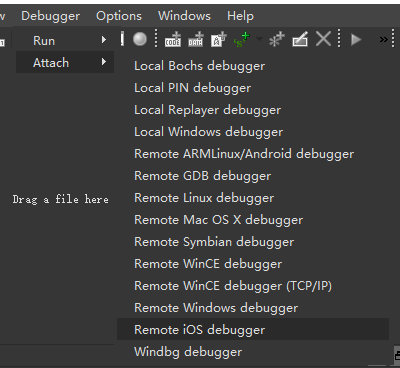 Debugger Options Windows Help
Run
Attach
Local Bochs debugger
Local PIN debugger
Local Replayer debugger
Local Windows debugger
Remote ARMLinux/Android debugger
Remote GDB debugger
Remote Linux debugger
Remote Mac OS X debugger
Remote Symbian debugger
Remote WinCE debugger
Remote WinCE debugger (TCP/IP)
Remote Windows debugger
Remote iOS debugger
Windbg debugger
Drag a file here